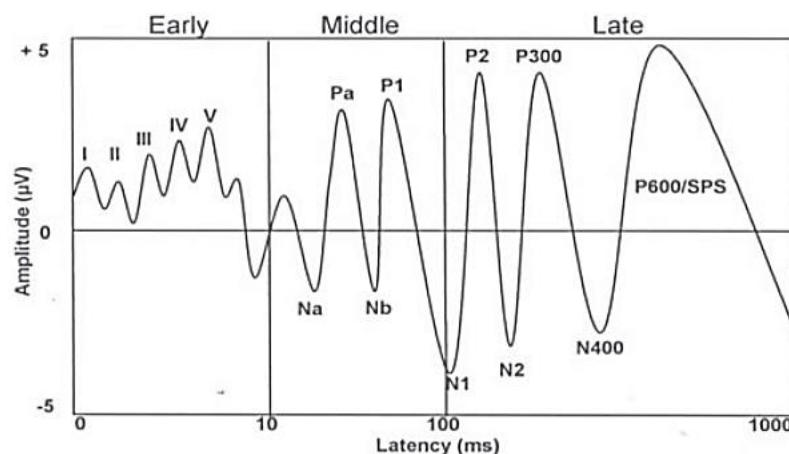 Early Middle Late
+ 5
P2 P300
Pa P1
V
IV
III
I
II
P600/SPS
Amplitude (µV)
0
Na Nb
N400
N2
N1
-5
0 10 100 1000
Latency (ms)